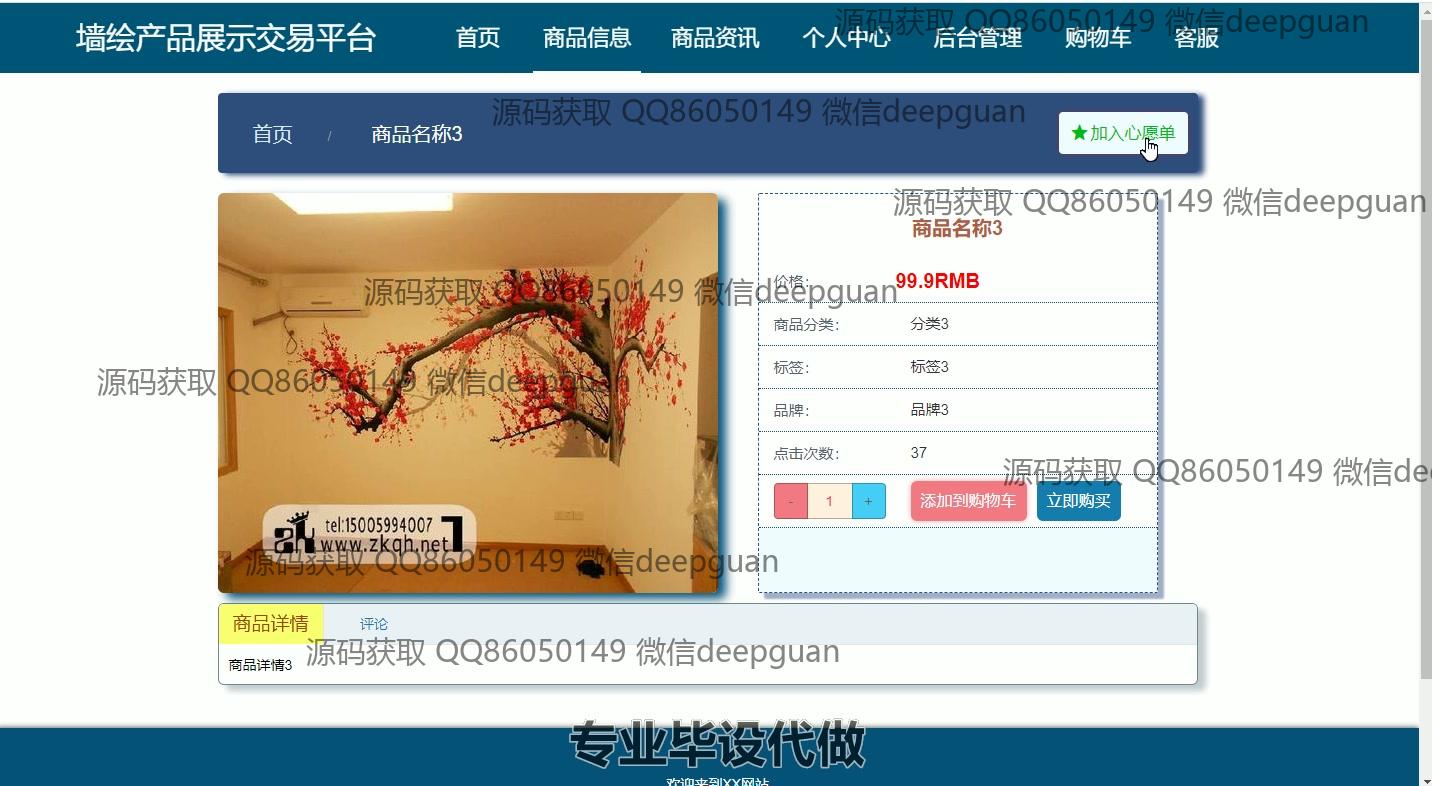 墙绘产品展示交易平台 首页 商品信息 商品资讯 个人中心 后台管理 购物车 客服
源码获取 QQ86050149 微信deepguan
源码获取 QQ86050149 微信deepguan
首页 / 商品名称3
★加入心愿单
源码获取 QQ86050149 微信deepguan
商品名称3
价格: 99.9RMB
源码获取 QQ86050149 微信deepguan
商品分类: 分类3
标签: 标签3
源码获取 QQ86050149 微信deepguan
品牌: 品牌3
点击次数: 37
源码获取 QQ86050149 微信dee
- 1 + 添加到购物车 立即购买
tel:15005994007
www.zkqh.net
源码获取 QQ86050149 微信deepguan
商品详情 评论
源码获取 QQ86050149 微信deepguan
商品详情3
专业毕设代做
欢迎来到XX网站